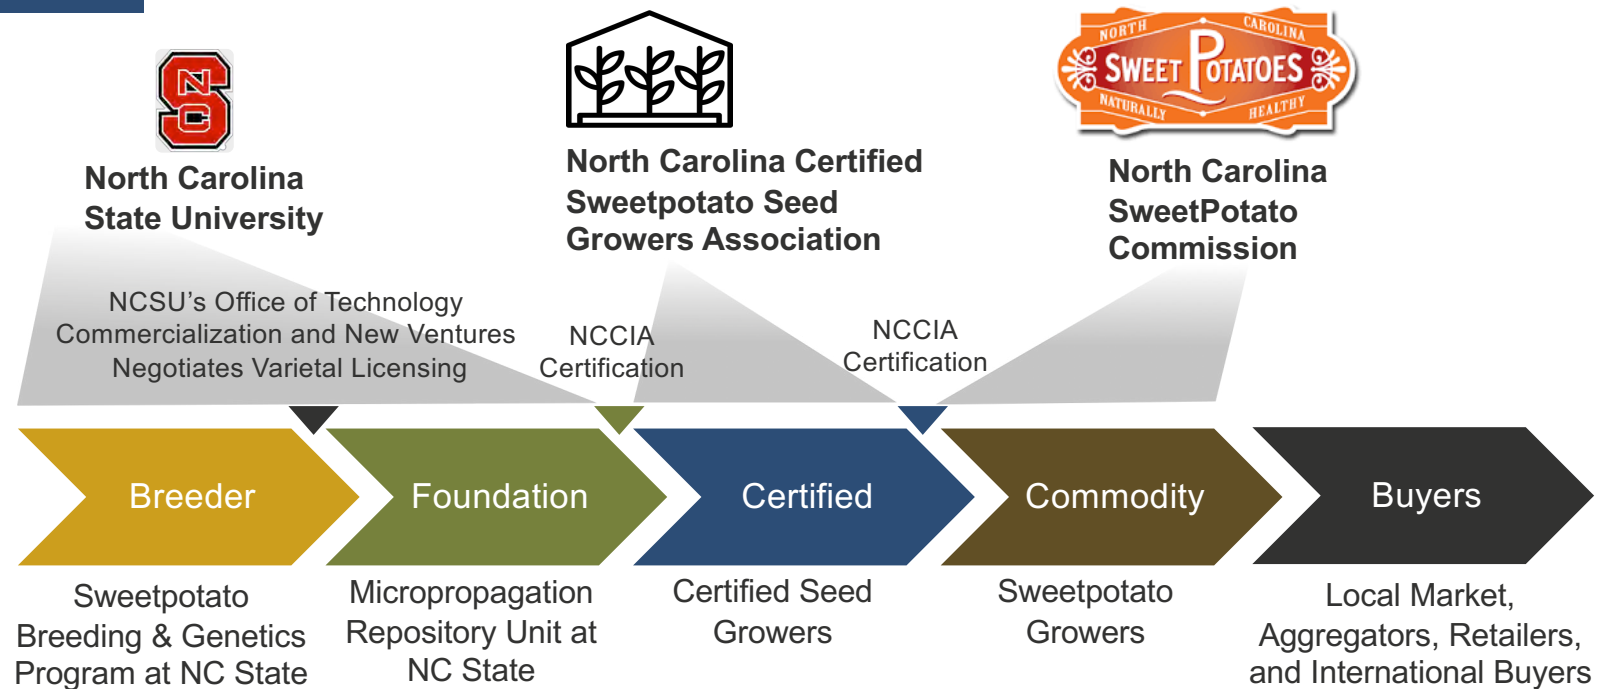 NC
S
NORTH CAROLINA
SWEET POTATOES
NATURALLY HEALTHY
North Carolina
State University
North Carolina Certified
Sweetpotato Seed
Growers Association
North Carolina
SweetPotato
Commission
NCSU’s Office of Technology
Commercialization and New Ventures
Negotiates Varietal Licensing
NCCIA
Certification
NCCIA
Certification
Breeder
Foundation
Certified
Commodity
Buyers
Sweetpotato
Breeding & Genetics
Program at NC State
Micropropagation
Repository Unit at
NC State
Certified Seed
Growers
Sweetpotato
Growers
Local Market,
Aggregators, Retailers,
and International Buyers